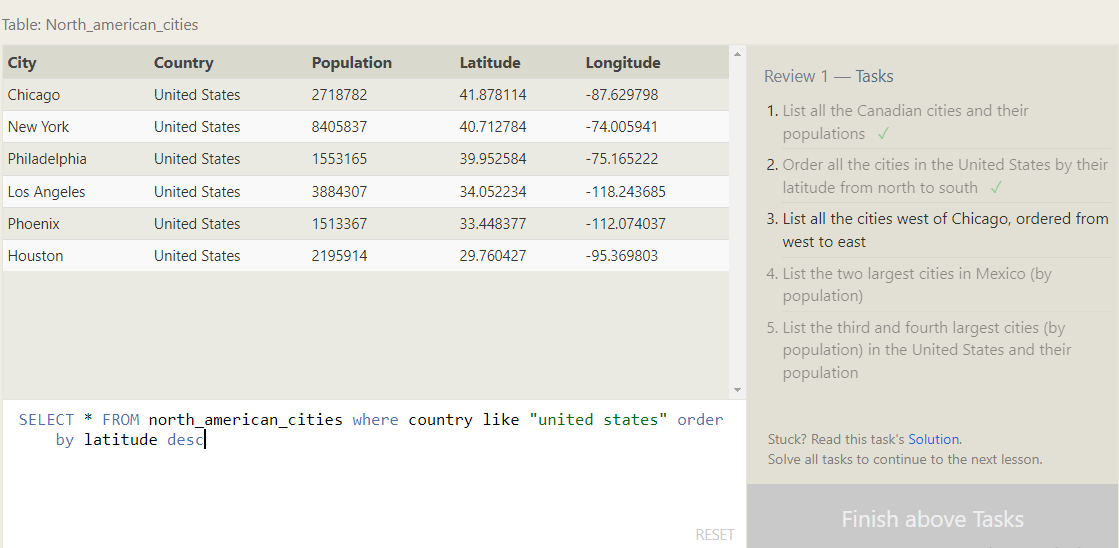 Table: North_american_cities
City Country Population Latitude Longitude
Chicago United States 2718782 41.878114 -87.629798
New York United States 8405837 40.712784 -74.005941
Philadelphia United States 1553165 39.952584 -75.165222
Los Angeles United States 3884307 34.052234 -118.243685
Phoenix United States 1513367 33.448377 -112.074037
Houston United States 2195914 29.760427 -95.369803
SELECT * FROM north_american_cities where country like "united states" order
by latitude desc
RESET
Review 1 — Tasks
1. List all the Canadian cities and their
populations ✓
2. Order all the cities in the United States by their
latitude from north to south ✓
3. List all the cities west of Chicago, ordered from
west to east
4. List the two largest cities in Mexico (by
population)
5. List the third and fourth largest cities (by
population) in the United States and their
population
Stuck? Read this task's Solution.
Solve all tasks to continue to the next lesson.
Finish above Tasks